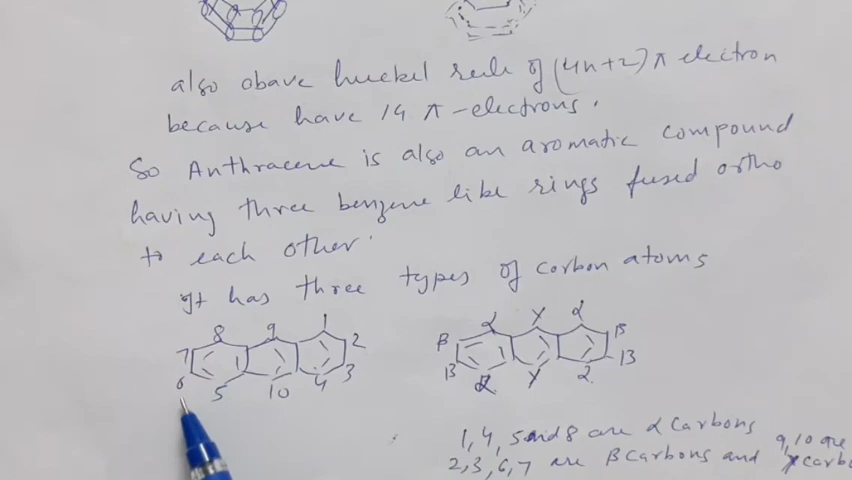 also obave huckel rule of (4n+2) π electron
because have 14 π-electrons.
So Anthracene is also an aromatic compound
having three benzene like rings fused ortho
to each other.
It has three types of carbon atoms
8 9 1
7 2
6 3
5 10 4
α γ α
β β
β β
α γ α
1,4, 5and 8 are α carbons 9,10 are
2,3,6,7 are β carbons and γ carbo